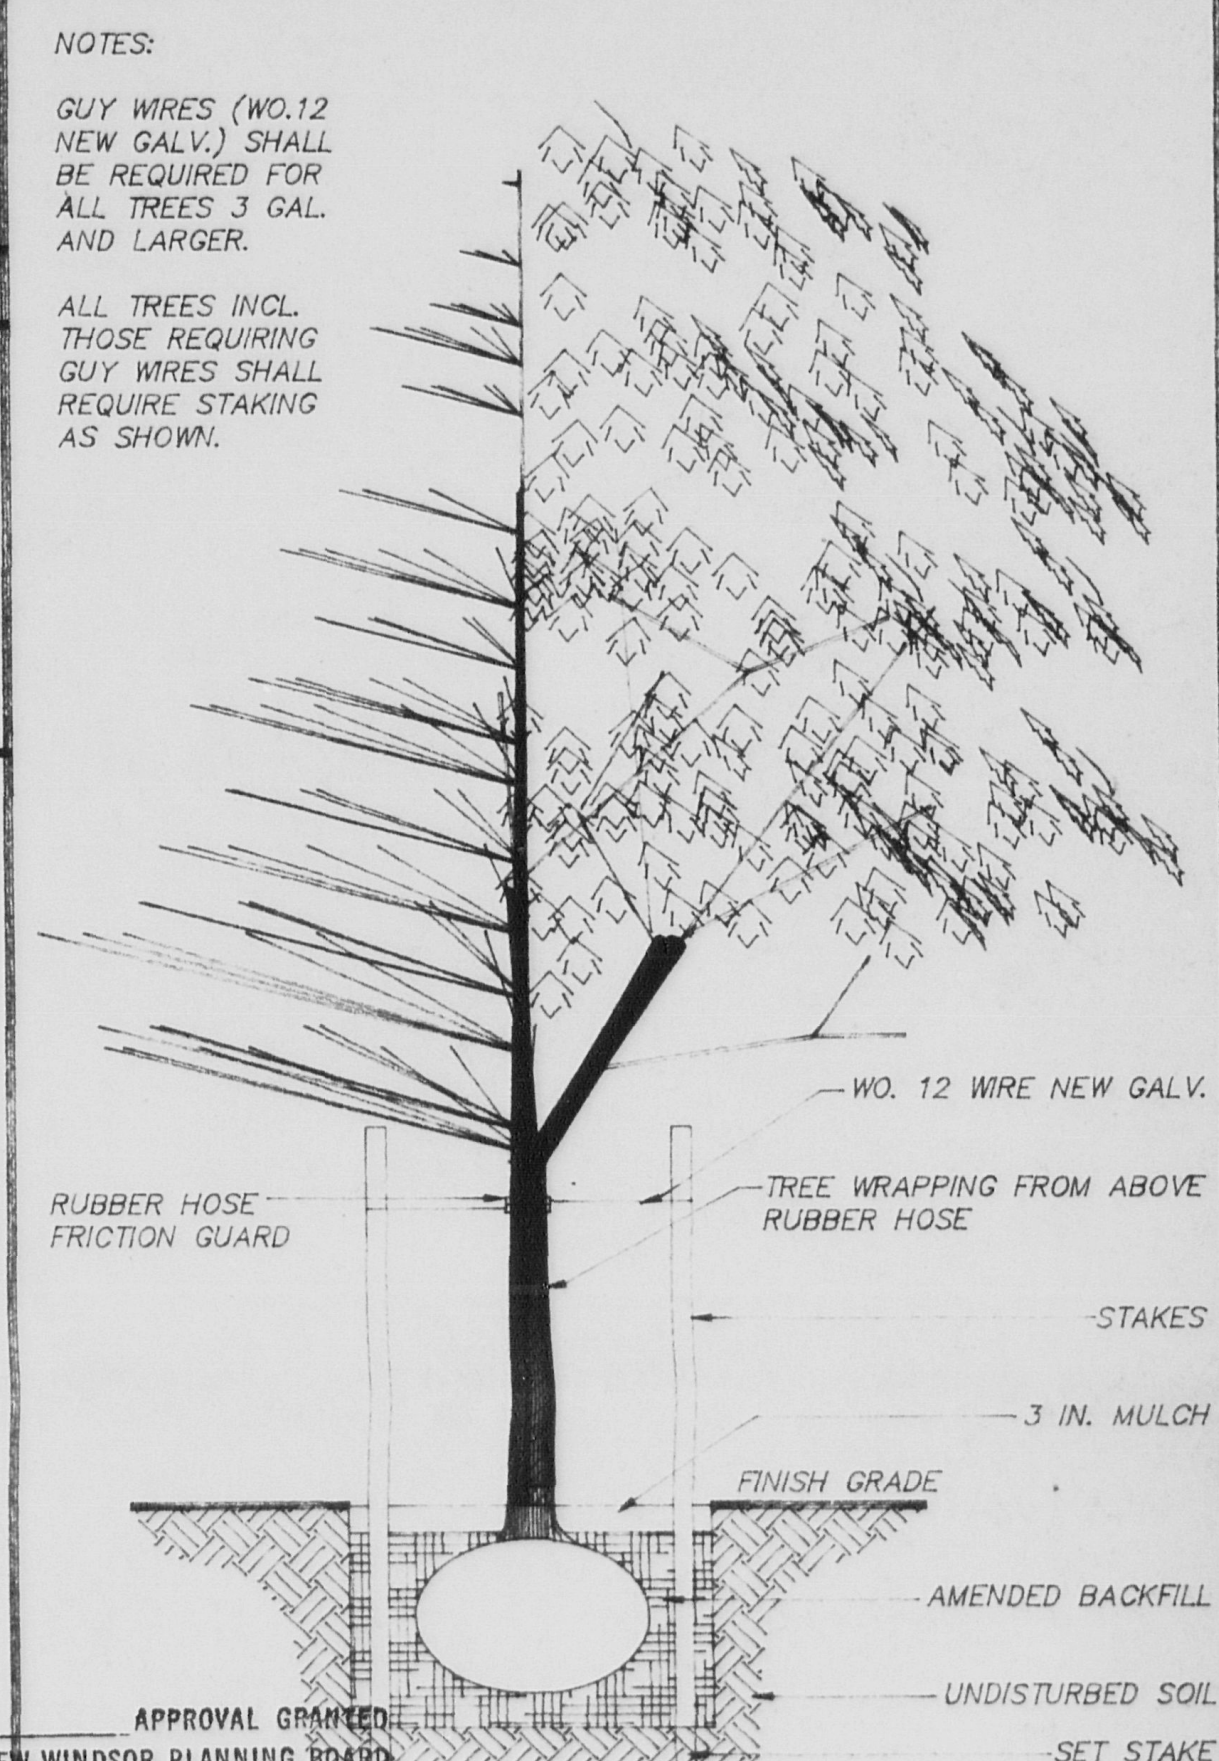 NOTES:
GUY WIRES (WO.12
NEW GALV.) SHALL
BE REQUIRED FOR
ALL TREES 3 GAL.
AND LARGER.
ALL TREES INCL.
THOSE REQUIRING
GUY WIRES SHALL
REQUIRE STAKING
AS SHOWN.
WO. 12 WIRE NEW GALV.
RUBBER HOSE
FRICTION GUARD
TREE WRAPPING FROM ABOVE
RUBBER HOSE
STAKES
3 IN. MULCH
FINISH GRADE
AMENDED BACKFILL
UNDISTURBED SOIL
SET STAKE
APPROVAL GRANTED
EW WINDSOR PLANNING BOARD